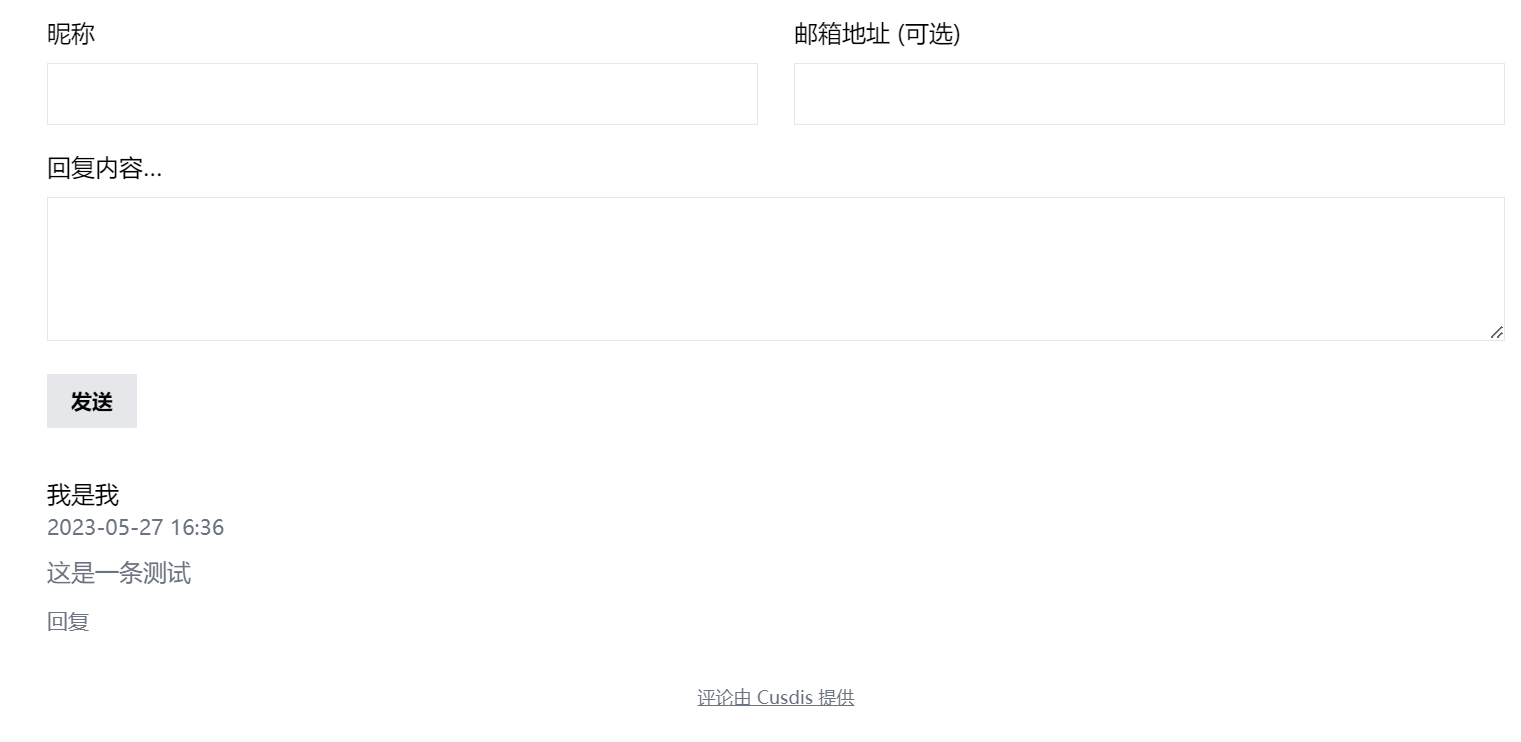 昵称
邮箱地址 (可选)
回复内容...
发送
我是我
2023-05-27 16:36
这是一条测试
回复
评论由 Cusdis 提供